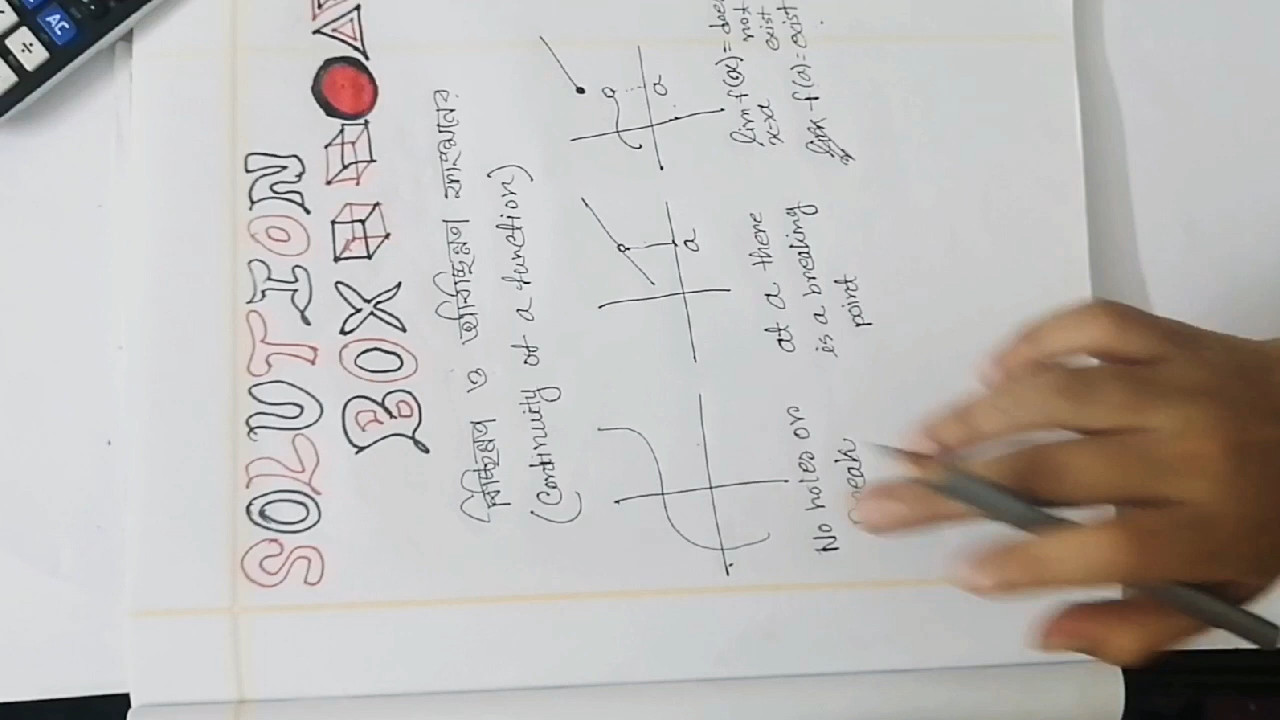 SOLUTION
BOX
বিচ্ছিন্নতা ও অবিচ্ছিন্নতা ফাংশানের
(Continuity of a function)
a
a
No holes or
break
at a there
is a breaking
point
lim f(x) = does
x→a not
exist
f(a) = exist
AC
÷